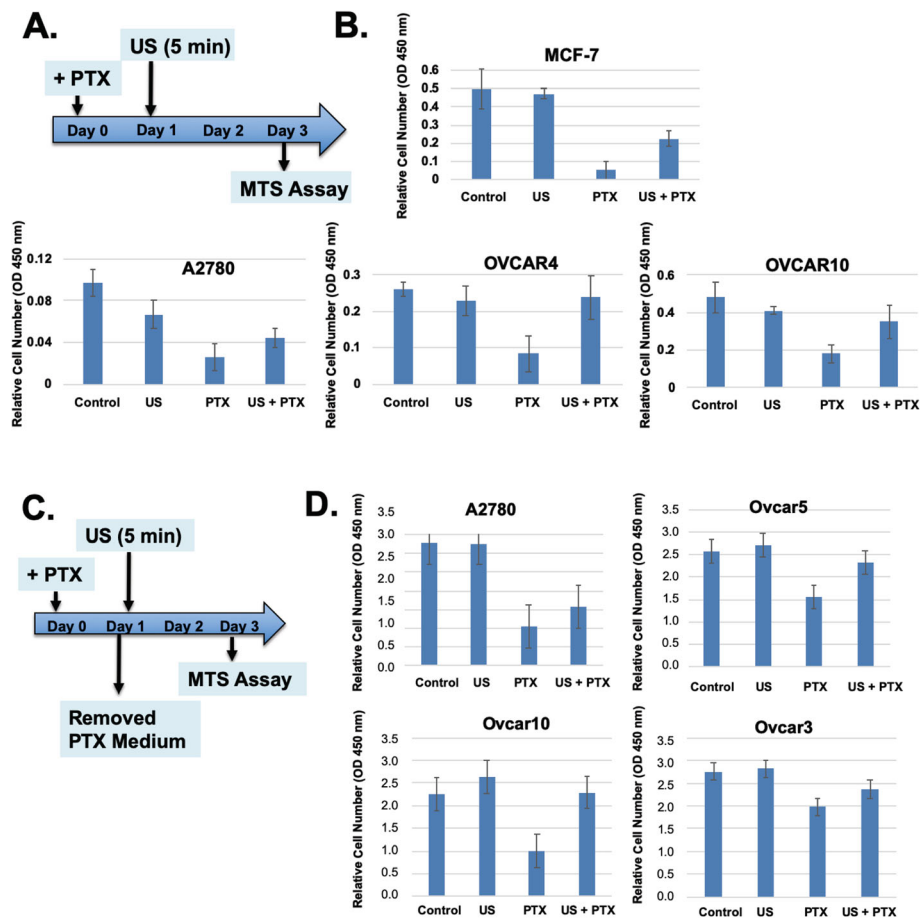 A.
US (5 min)
+ PTX
Day 0 Day 1 Day 2 Day 3
MTS Assay
B.
MCF-7
Relative Cell Number (OD 450 nm)
0.6
0.5
0.4
0.3
0.2
0.1
0
Control US PTX US + PTX
A2780
Relative Cell Number (OD 450 nm)
0.12
0.08
0.04
0
Control US PTX US + PTX
OVCAR4
Relative Cell Number (OD 450 nm)
0.3
0.2
0.1
0
Control US PTX US + PTX
OVCAR10
Relative Cell Number (OD 450 nm)
0.6
0.4
0.2
0
Control US PTX US + PTX
C.
US (5 min)
+ PTX
Day 0 Day 1 Day 2 Day 3
MTS Assay
Removed
PTX Medium
D.
A2780
Relative Cell Number (OD 450 nm)
3.5
3.0
2.5
2.0
1.5
1.0
0.5
0.0
Control US PTX US + PTX
Ovcar5
Relative Cell Number (OD 450 nm)
3.5
3.0
2.5
2.0
1.5
1.0
0.5
0.0
Control US PTX US + PTX
Ovcar10
Relative Cell Number (OD 450 nm)
3.5
3.0
2.5
2.0
1.5
1.0
0.5
0.0
Control US PTX US + PTX
Ovcar3
Relative Cell Number (OD 450 nm)
3.5
3.0
2.5
2.0
1.5
1.0
0.5
0.0
Control US PTX US + PTX